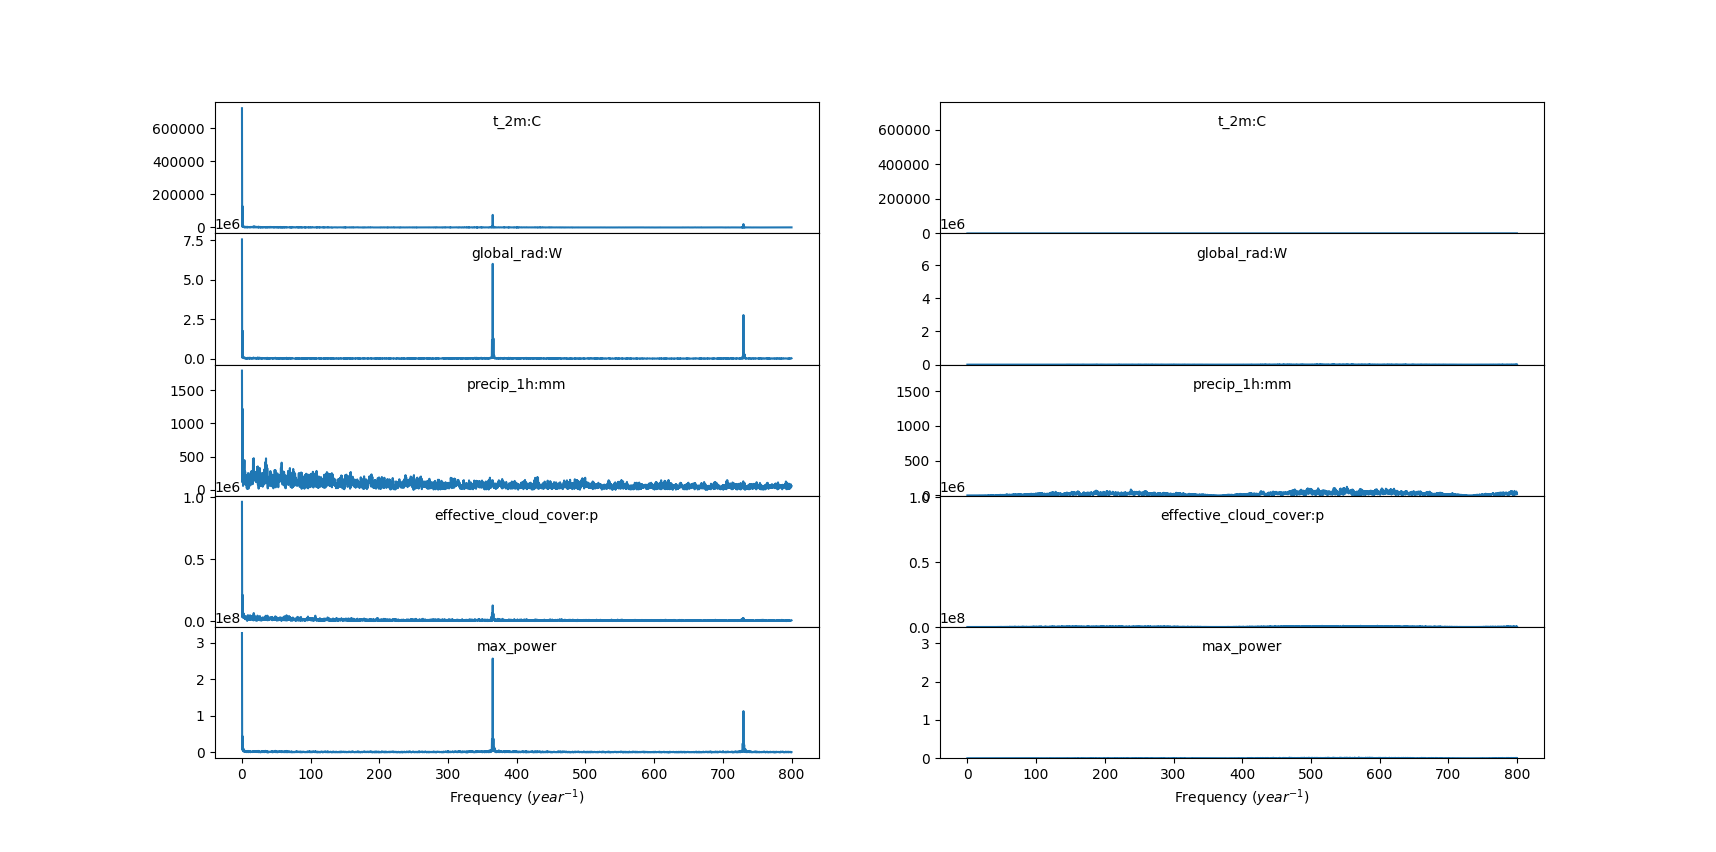 t_2m:C
600000
400000
200000
0
1e6
7.5
global_rad:W
5.0
2.5
0.0
precip_1h:mm
1500
1000
500
0
1e6
1.0
effective_cloud_cover:p
0.5
0.0
1e8
3
max_power
2
1
0
0 100 200 300 400 500 600 700 800
Frequency (year⁻¹)
t_2m:C
600000
400000
200000
0
1e6
global_rad:W
6
4
2
0
precip_1h:mm
1500
1000
500
0
1e6
1.0
effective_cloud_cover:p
0.5
0.0
1e8
3
max_power
2
1
0
0 100 200 300 400 500 600 700 800
Frequency (year⁻¹)